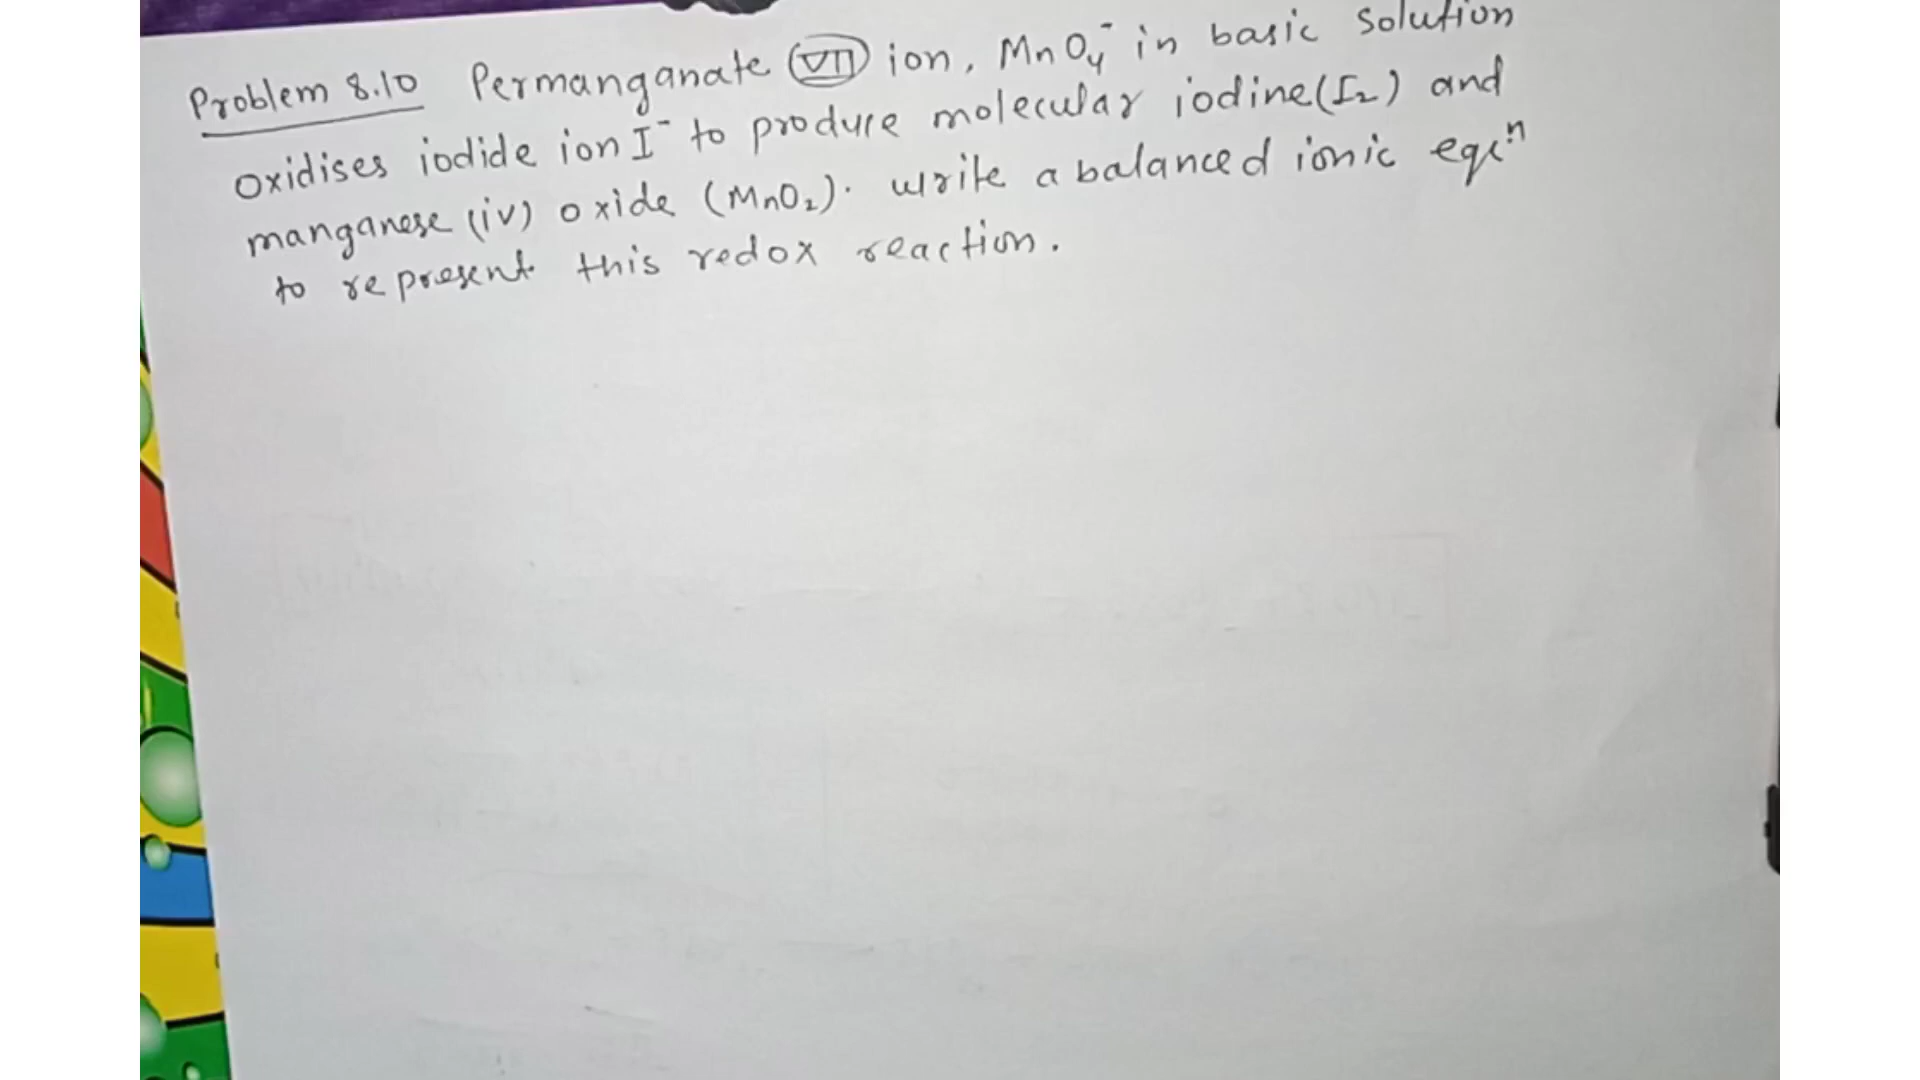 Problem 8.10 Permanganate (VII) ion, MnO₄⁻ in basic solution
oxidises iodide ion I⁻ to produce molecular iodine(I₂) and
manganese (iv) oxide (MnO₂). write a balanced ionic eqⁿ
to represent this redox reaction.